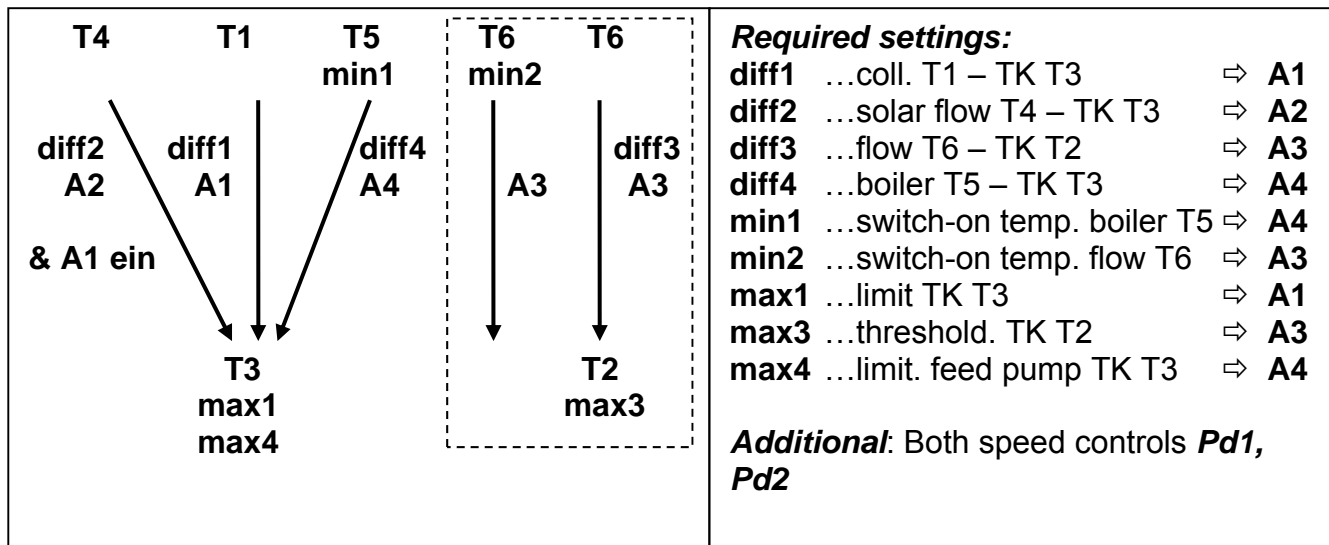 T4 T1 T5 T6 T6
min1 min2
diff2 diff1 diff4 diff3
A2 A1 A4 A3 A3
& A1 ein
T3 T2
max1 max3
max4
Required settings:
diff1 …coll. T1 – TK T3 ⇨ A1
diff2 …solar flow T4 – TK T3 ⇨ A2
diff3 …flow T6 – TK T2 ⇨ A3
diff4 …boiler T5 – TK T3 ⇨ A4
min1 …switch-on temp. boiler T5 ⇨ A4
min2 …switch-on temp. flow T6 ⇨ A3
max1 …limit TK T3 ⇨ A1
max3 …threshold. TK T2 ⇨ A3
max4 …limit. feed pump TK T3 ⇨ A4
Additional: Both speed controls Pd1,
Pd2